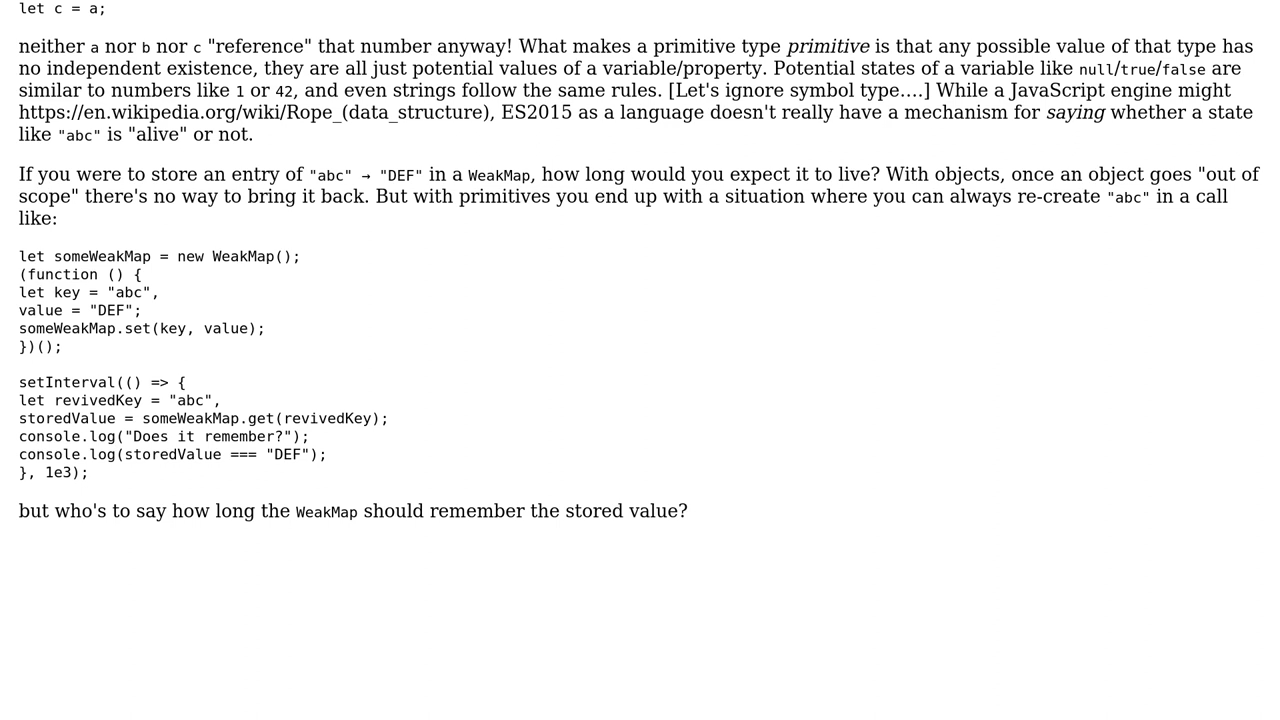 let c = a;
neither a nor b nor c "reference" that number anyway! What makes a primitive type primitive is that any possible value of that type has
no independent existence, they are all just potential values of a variable/property. Potential states of a variable like null/true/false are
similar to numbers like 1 or 42, and even strings follow the same rules. [Let's ignore symbol type….] While a JavaScript engine might
https://en.wikipedia.org/wiki/Rope_(data_structure), ES2015 as a language doesn't really have a mechanism for saying whether a state
like "abc" is "alive" or not.
If you were to store an entry of "abc" → "DEF" in a WeakMap, how long would you expect it to live? With objects, once an object goes "out of
scope" there's no way to bring it back. But with primitives you end up with a situation where you can always re-create "abc" in a call
like:
let someWeakMap = new WeakMap();
(function () {
let key = "abc",
value = "DEF";
someWeakMap.set(key, value);
})();
setInterval(() => {
let revivedKey = "abc",
storedValue = someWeakMap.get(revivedKey);
console.log("Does it remember?");
console.log(storedValue === "DEF");
}, 1e3);
but who's to say how long the WeakMap should remember the stored value?